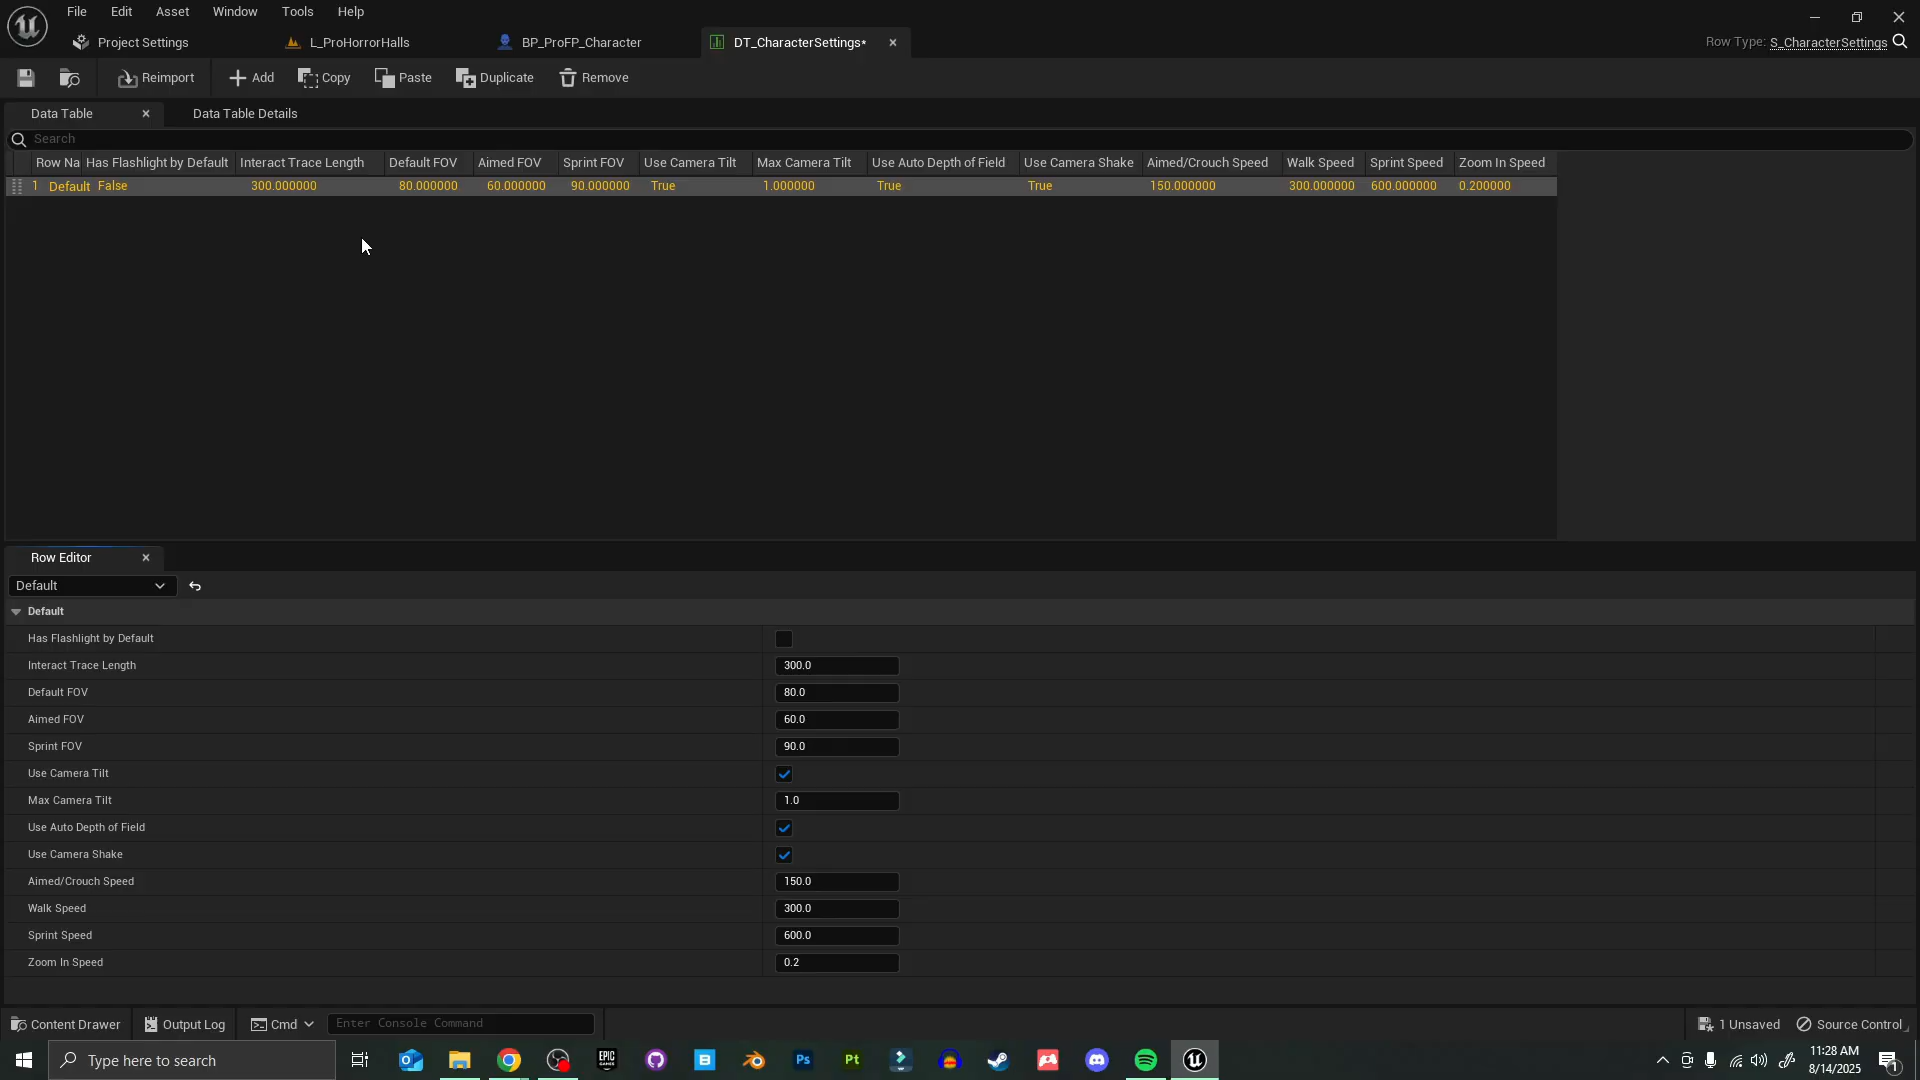 File Edit Asset Window Tools Help
Project Settings L_ProHorrorHalls BP_ProFP_Character DT_CharacterSettings* Row Type: S_CharacterSettings
Reimport Add Copy Paste Duplicate Remove
Data Table Data Table Details
Search
Row Na Has Flashlight by Default Interact Trace Length Default FOV Aimed FOV Sprint FOV Use Camera Tilt Max Camera Tilt Use Auto Depth of Field Use Camera Shake Aimed/Crouch Speed Walk Speed Sprint Speed Zoom In Speed
1 Default False 300.000000 80.000000 60.000000 90.000000 True 1.000000 True True 150.000000 300.000000 600.000000 0.200000
Row Editor
Default
Default
Has Flashlight by Default
Interact Trace Length 300.0
Default FOV 80.0
Aimed FOV 60.0
Sprint FOV 90.0
Use Camera Tilt
Max Camera Tilt 1.0
Use Auto Depth of Field
Use Camera Shake
Aimed/Crouch Speed 150.0
Walk Speed 300.0
Sprint Speed 600.0
Zoom In Speed 0.2
Content Drawer Output Log Cmd Enter Console Command 1 Unsaved Source Control
Type here to search EPIC GAMES B Ps Pt 11:28 AM
8/14/2025 1